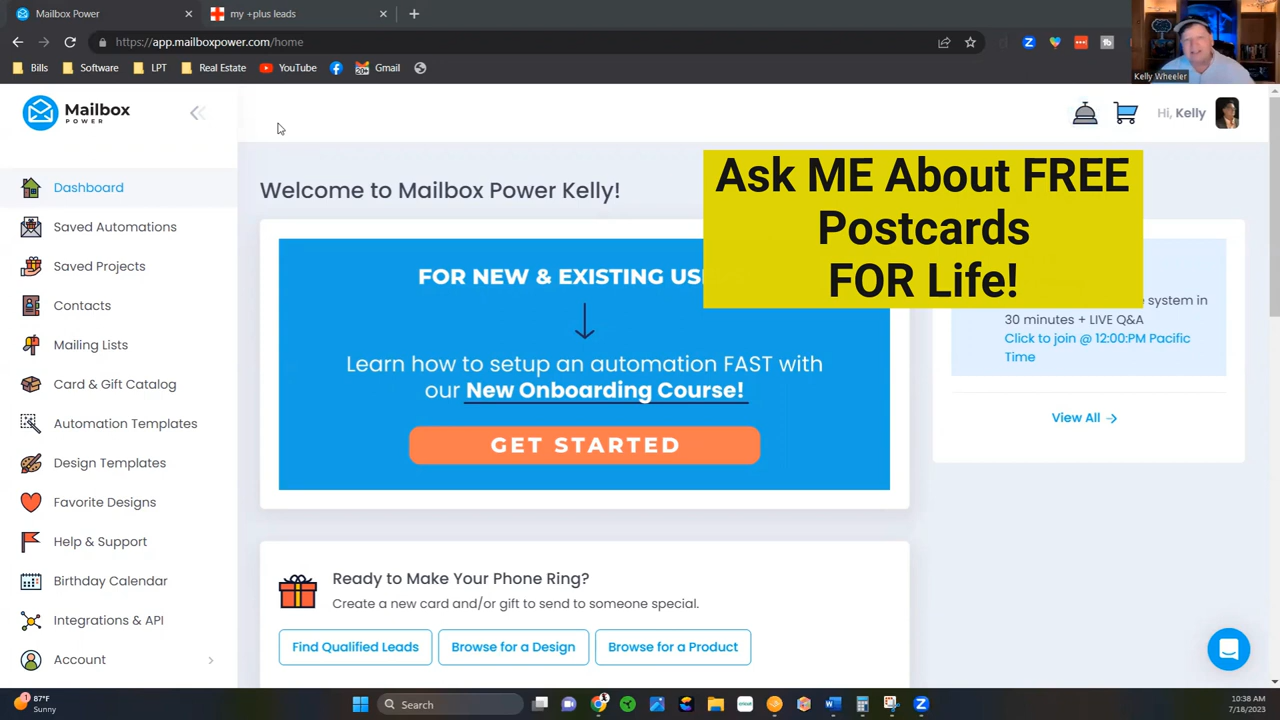 Mailbox Power
my +plus leads
https://app.mailboxpower.com/home
Bills
Software
LPT
Real Estate
YouTube
Gmail
Kelly Wheeler
Mailbox
POWER
Hi, Kelly
Dashboard
Saved Automations
Saved Projects
Contacts
Mailing Lists
Card & Gift Catalog
Automation Templates
Design Templates
Favorite Designs
Help & Support
Birthday Calendar
Integrations & API
Account
Welcome to Mailbox Power Kelly!
FOR NEW & EXISTING
Learn how to setup an automation FAST with
our New Onboarding Course!
GET STARTED
Ask ME About FREE
Postcards
FOR Life!
system in
30 minutes + LIVE Q&A
Click to join @ 12:00:PM Pacific
Time
View All
Ready to Make Your Phone Ring?
Create a new card and/or gift to send to someone special.
Find Qualified Leads
Browse for a Design
Browse for a Product
87°F
Sunny
Search
10:38 AM
7/18/2023